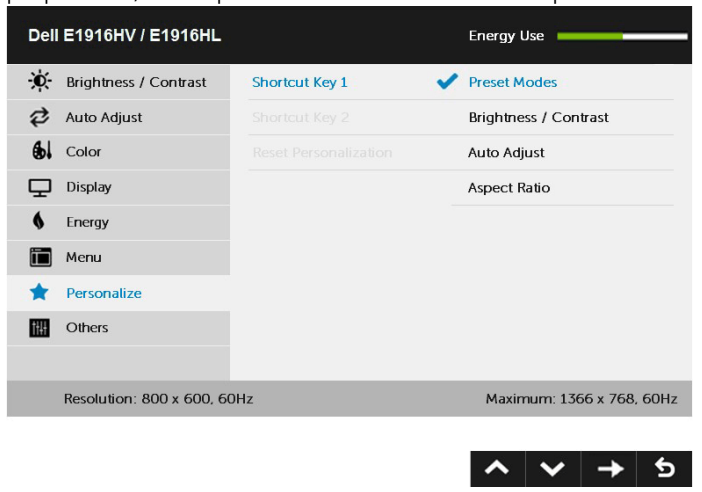 Dell E1916HV / E1916HL
Energy Use
Brightness / Contrast
Shortcut Key 1
Preset Modes
Auto Adjust
Shortcut Key 2
Brightness / Contrast
Color
Reset Personalization
Auto Adjust
Display
Aspect Ratio
Energy
Menu
Personalize
Others
Resolution: 800 x 600, 60Hz
Maximum: 1366 x 768, 60Hz